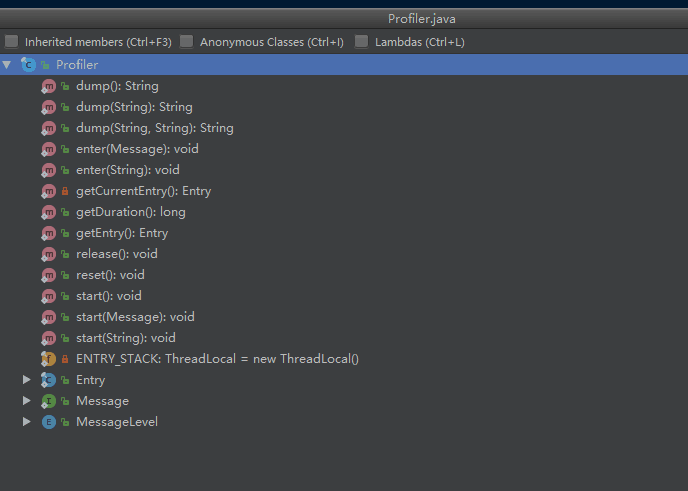 Profiler.java
Inherited members (Ctrl+F3) Anonymous Classes (Ctrl+I) Lambdas (Ctrl+L)
C Profiler
m dump(): String
m dump(String): String
m dump(String, String): String
m enter(Message): void
m enter(String): void
m getCurrentEntry(): Entry
m getDuration(): long
m getEntry(): Entry
m release(): void
m reset(): void
m start(): void
m start(Message): void
m start(String): void
f ENTRY_STACK: ThreadLocal = new ThreadLocal()
C Entry
I Message
E MessageLevel